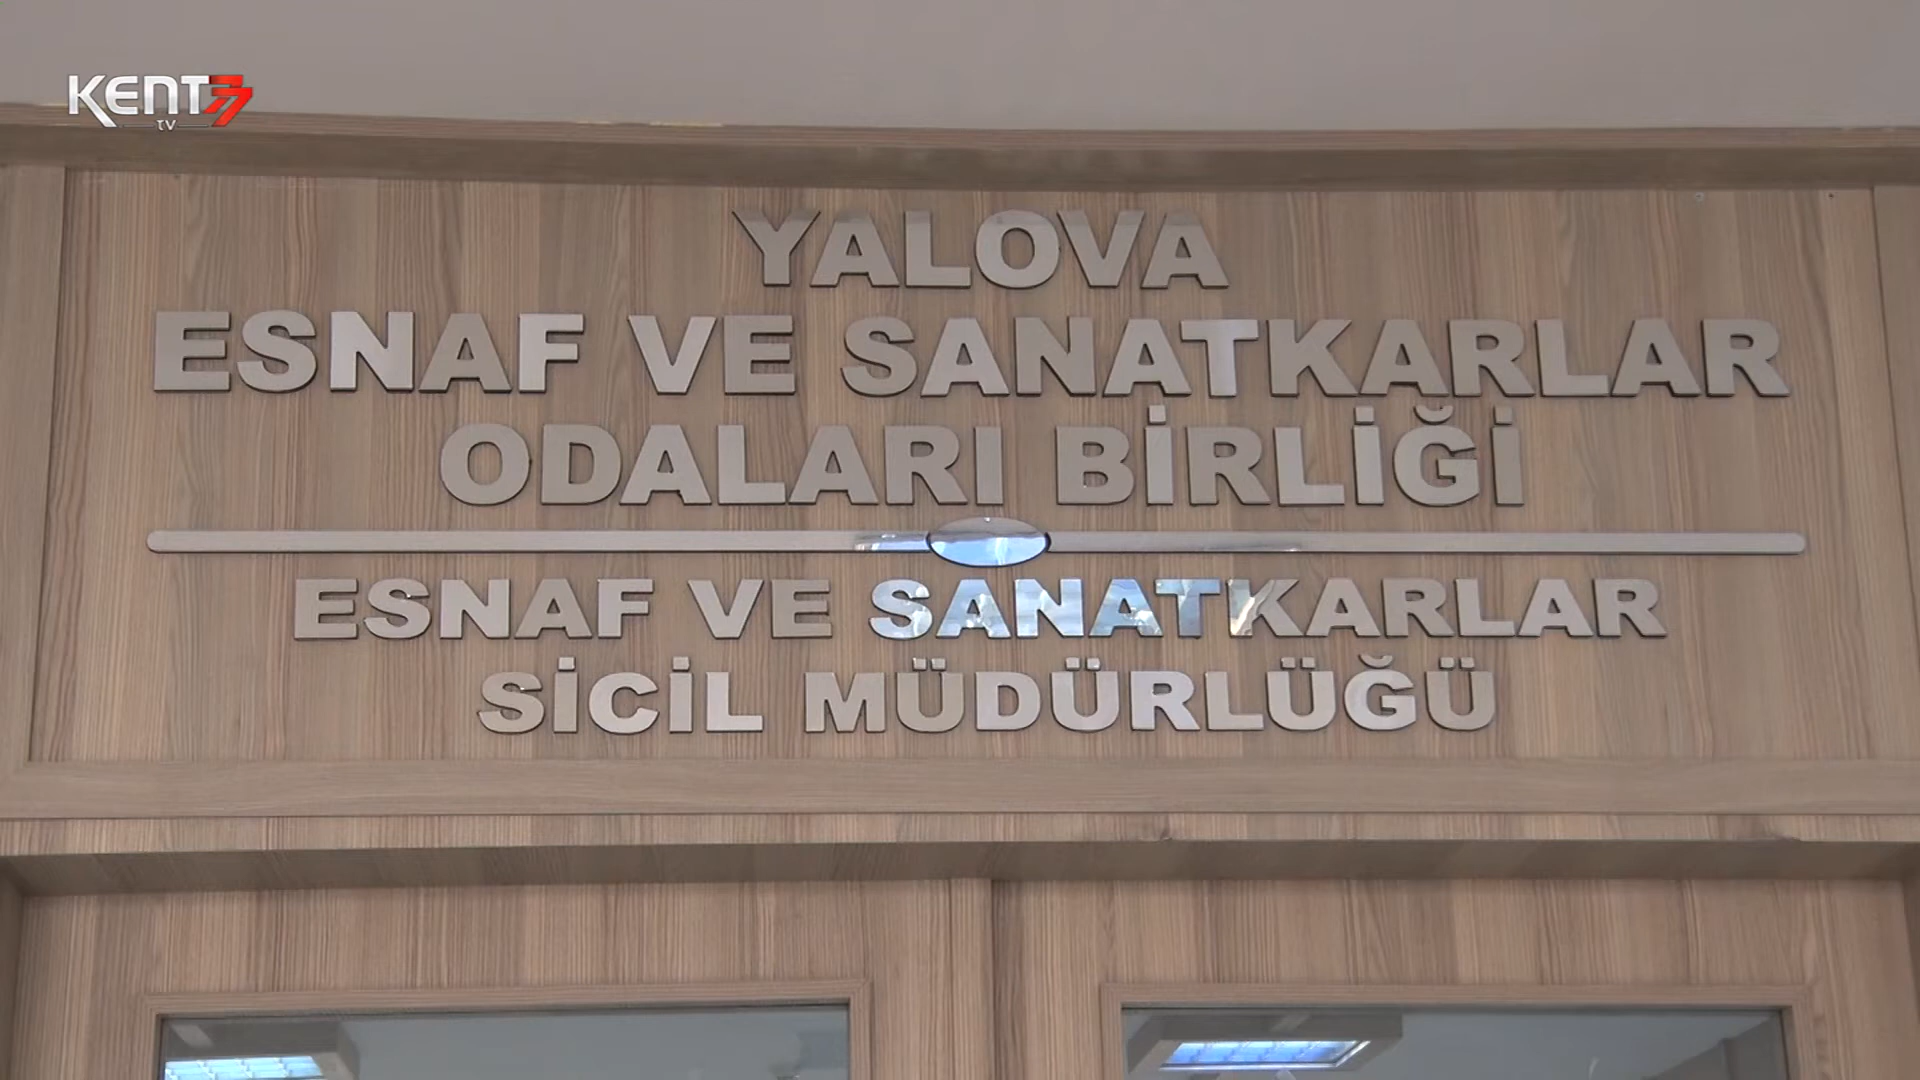 KENT77
TV
YALOVA
ESNAF VE SANATKARLAR
ODALARI BİRLİĞİ
ESNAF VE SANATKARLAR
SİCİL MÜDÜRLÜĞÜ